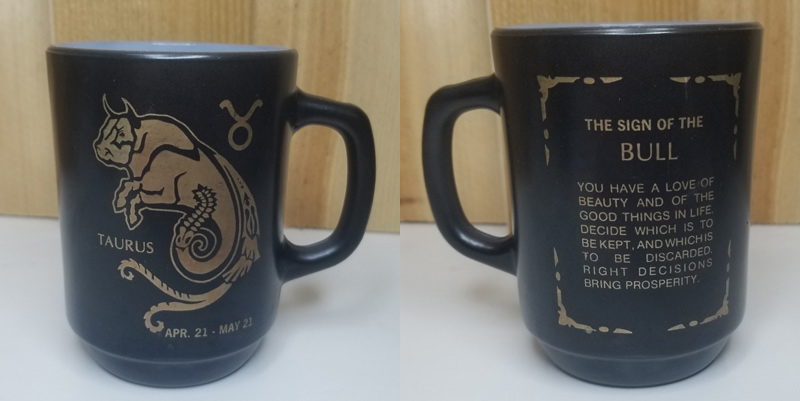 TAURUS
APR. 21 - MAY 21
THE SIGN OF THE
BULL
YOU HAVE A LOVE OF
BEAUTY AND OF THE
GOOD THINGS IN LIFE.
DECIDE WHICH IS TO
BE KEPT, AND WHICH IS
TO BE DISCARDED.
RIGHT DECISIONS
BRING PROSPERITY.